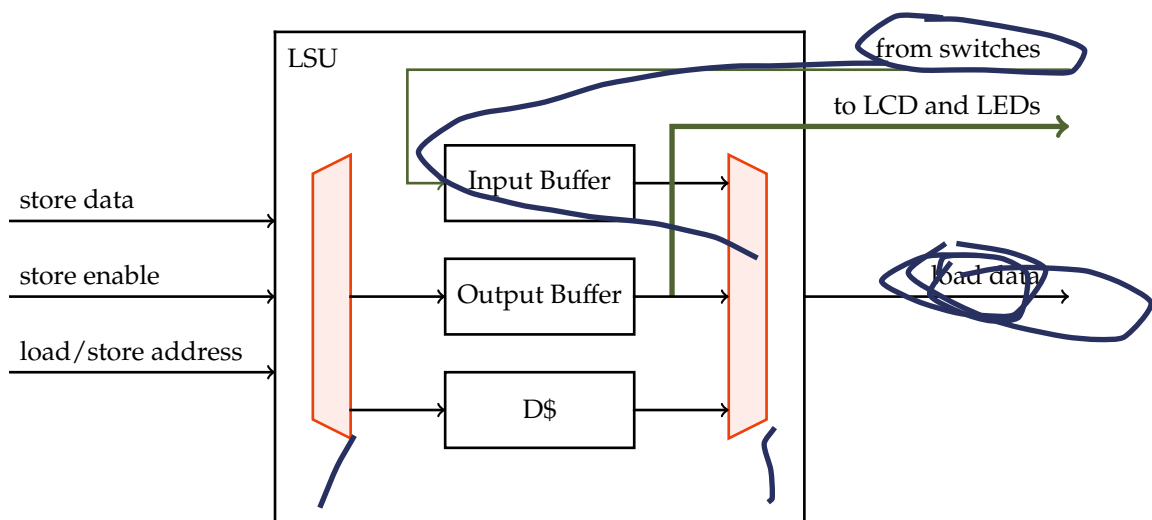 LSU
from switches
to LCD and LEDs
Input Buffer
store data
store enable
Output Buffer
load data
load/store address
D$